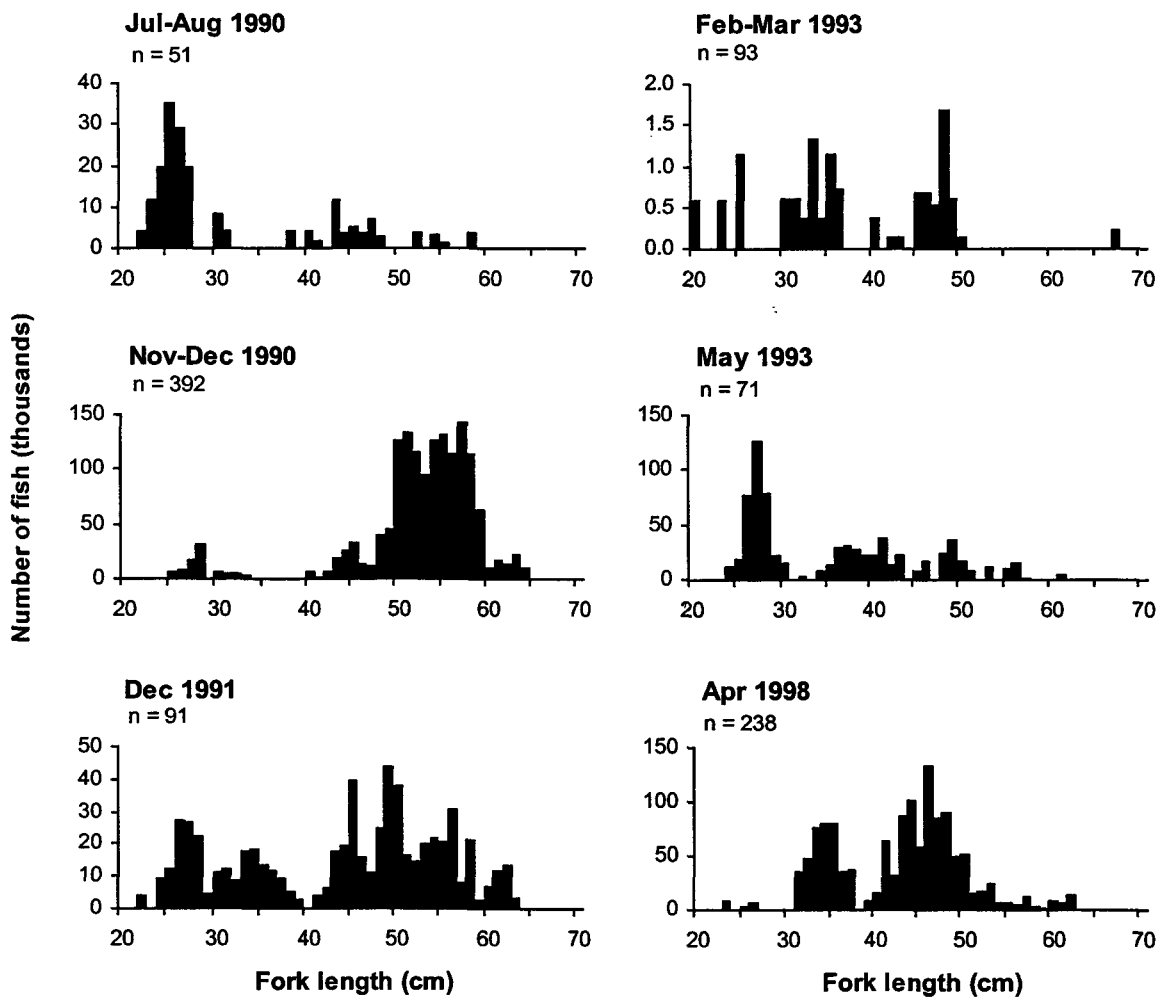 Jul-Aug 1990
n = 51
40
30
20
10
0
20 30 40 50 60 70
Feb-Mar 1993
n = 93
2.0
1.5
1.0
0.5
0.0
20 30 40 50 60 70
Number of fish (thousands)
Nov-Dec 1990
n = 392
150
100
50
0
20 30 40 50 60 70
May 1993
n = 71
150
100
50
0
20 30 40 50 60 70
Dec 1991
n = 91
50
40
30
20
10
0
20 30 40 50 60 70
Fork length (cm)
Apr 1998
n = 238
150
100
50
0
20 30 40 50 60 70
Fork length (cm)